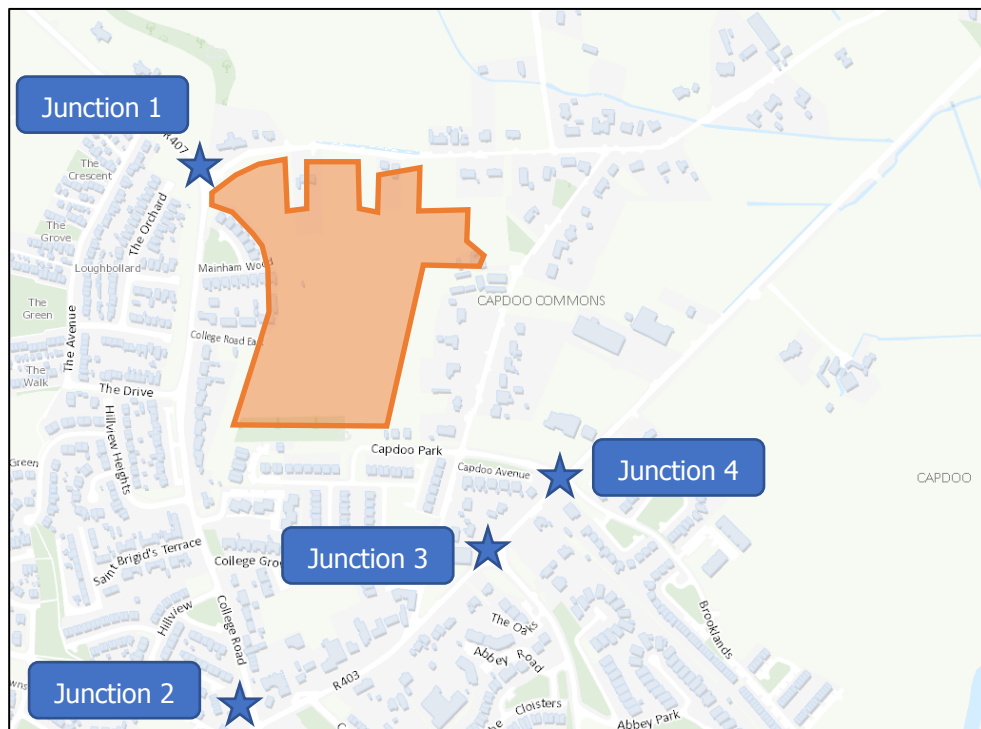 Junction 1
R407
The
Crescent
The Orchard
The
Grove
Loughbollard
Mainham Wood
The
Green
The Avenue
CAPDOO COMMONS
College Road East
The
Walk
The Drive
Hillview Heights
Green
Capdoo Park
Capdoo Avenue
Junction 4
CAPDOO
Saint Brigid's Terrace
College Gro
Junction 3
Hillview
College Road
The Oaks
Abbey Road
Brooklands
Junction 2
R403
Cloisters
Abbey Park